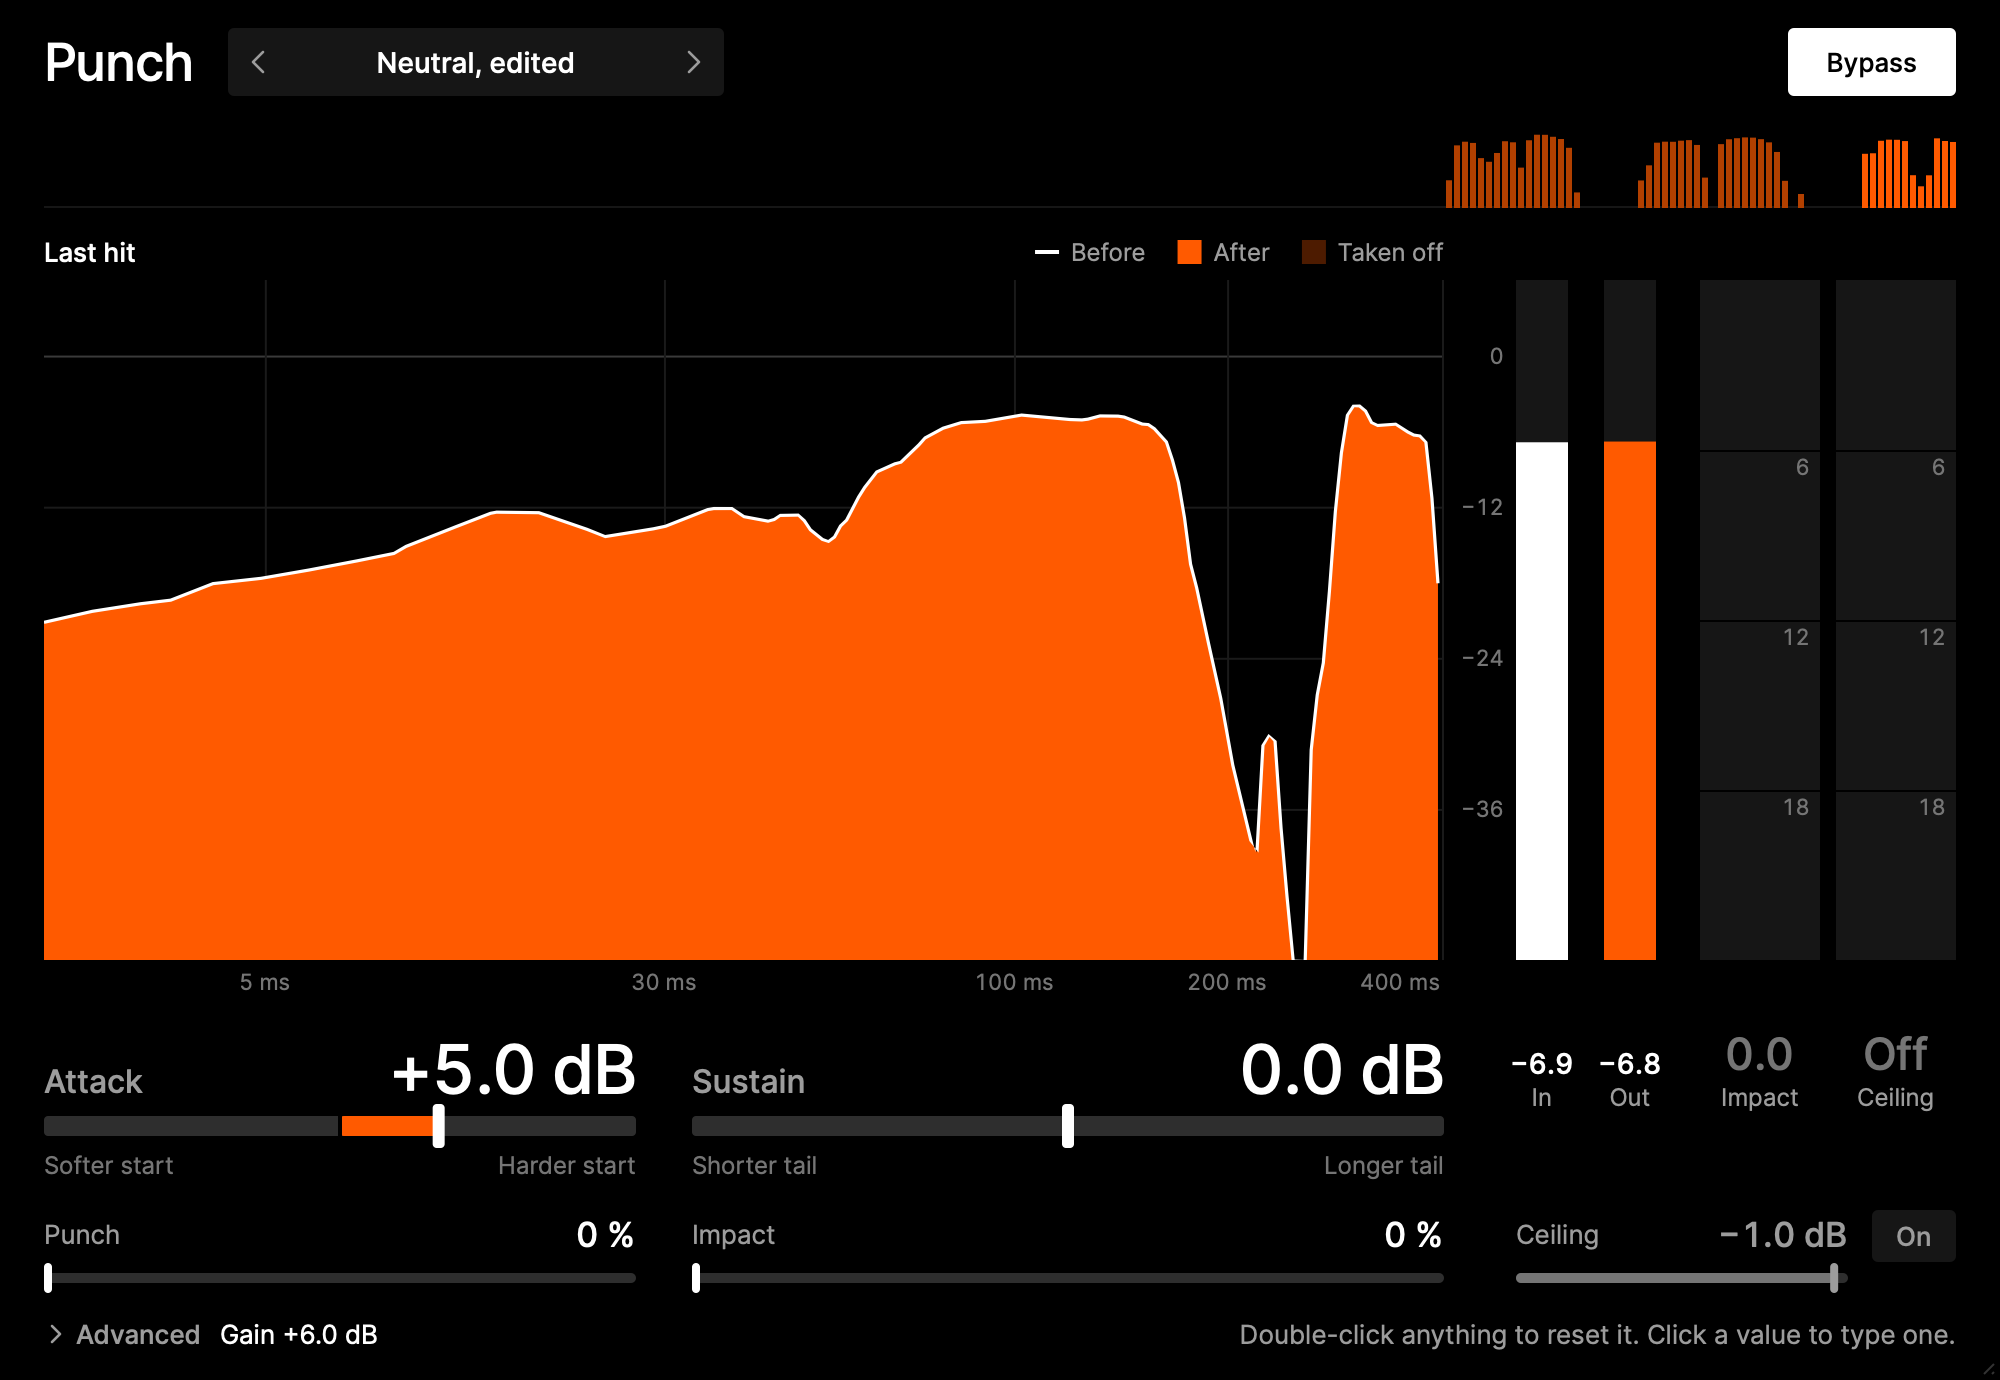 Punch
Neutral, edited
Bypass
Last hit
Before
After
Taken off
0
−12
−24
−36
6
12
18
6
12
18
5 ms
30 ms
100 ms
200 ms
400 ms
Attack
+5.0 dB
Softer start
Harder start
Sustain
0.0 dB
Shorter tail
Longer tail
−6.9
In
−6.8
Out
0.0
Impact
Off
Ceiling
Punch
0 %
Impact
0 %
Ceiling
−1.0 dB
On
Advanced
Gain +6.0 dB
Double-click anything to reset it. Click a value to type one.